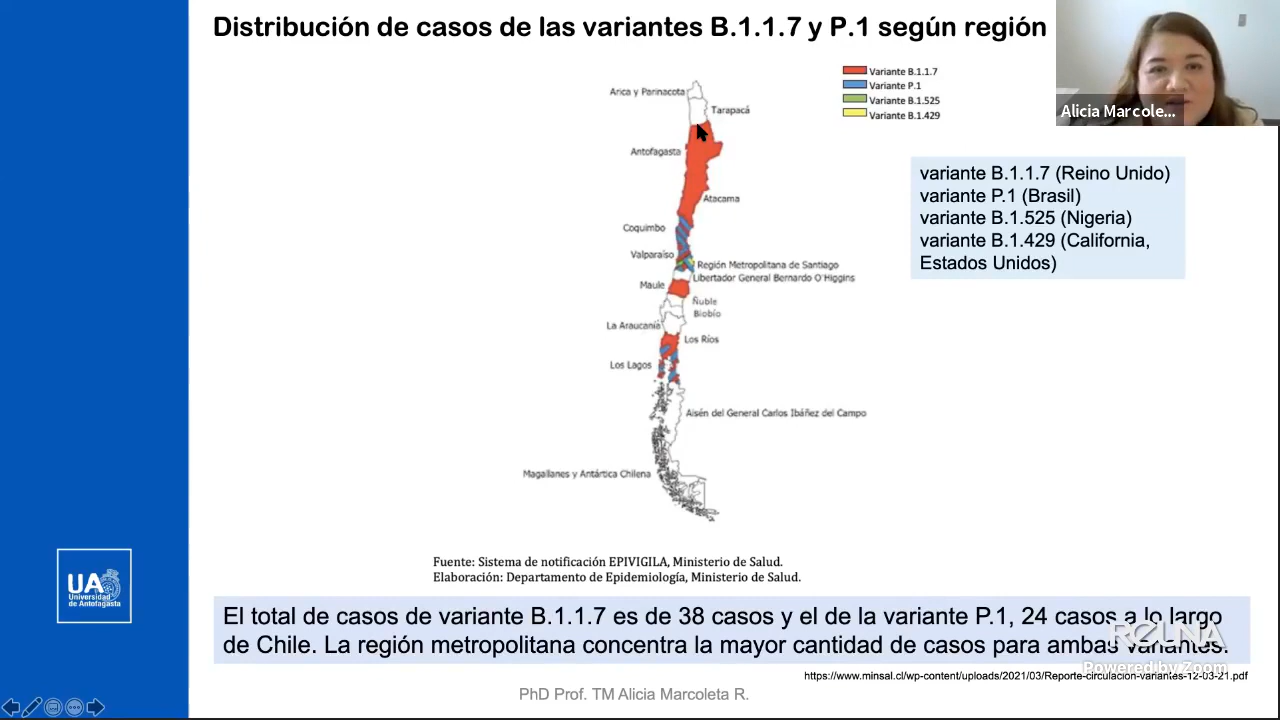 Distribución de casos de las variantes B.1.1.7 y P.1 según región
Alicia Marcole...
Variante B.1.1.7
Variante P.1
Variante B.1.525
Variante B.1.429
variante B.1.1.7 (Reino Unido)
variante P.1 (Brasil)
variante B.1.525 (Nigeria)
variante B.1.429 (California,
Estados Unidos)
Arica y Parinacota
Tarapacá
Antofagasta
Atacama
Coquimbo
Valparaíso
Región Metropolitana de Santiago
Libertador General Bernardo O'Higgins
Maule
Ñuble
Biobío
La Araucanía
Los Ríos
Los Lagos
Aisén del General Carlos Ibáñez del Campo
Magallanes y Antártica Chilena
Fuente: Sistema de notificación EPIVIGILA, Ministerio de Salud.
Elaboración: Departamento de Epidemiología, Ministerio de Salud.
UA
Universidad
de Antofagasta
El total de casos de variante B.1.1.7 es de 38 casos y el de la variante P.1, 24 casos a lo largo
de Chile. La región metropolitana concentra la mayor cantidad de casos para ambas variantes.
REUNA
Powered by Zoom
https://www.minsal.cl/wp-content/uploads/2021/03/Reporte-circulacion-variantes-12-03-21.pdf
PhD Prof. TM Alicia Marcoleta R.